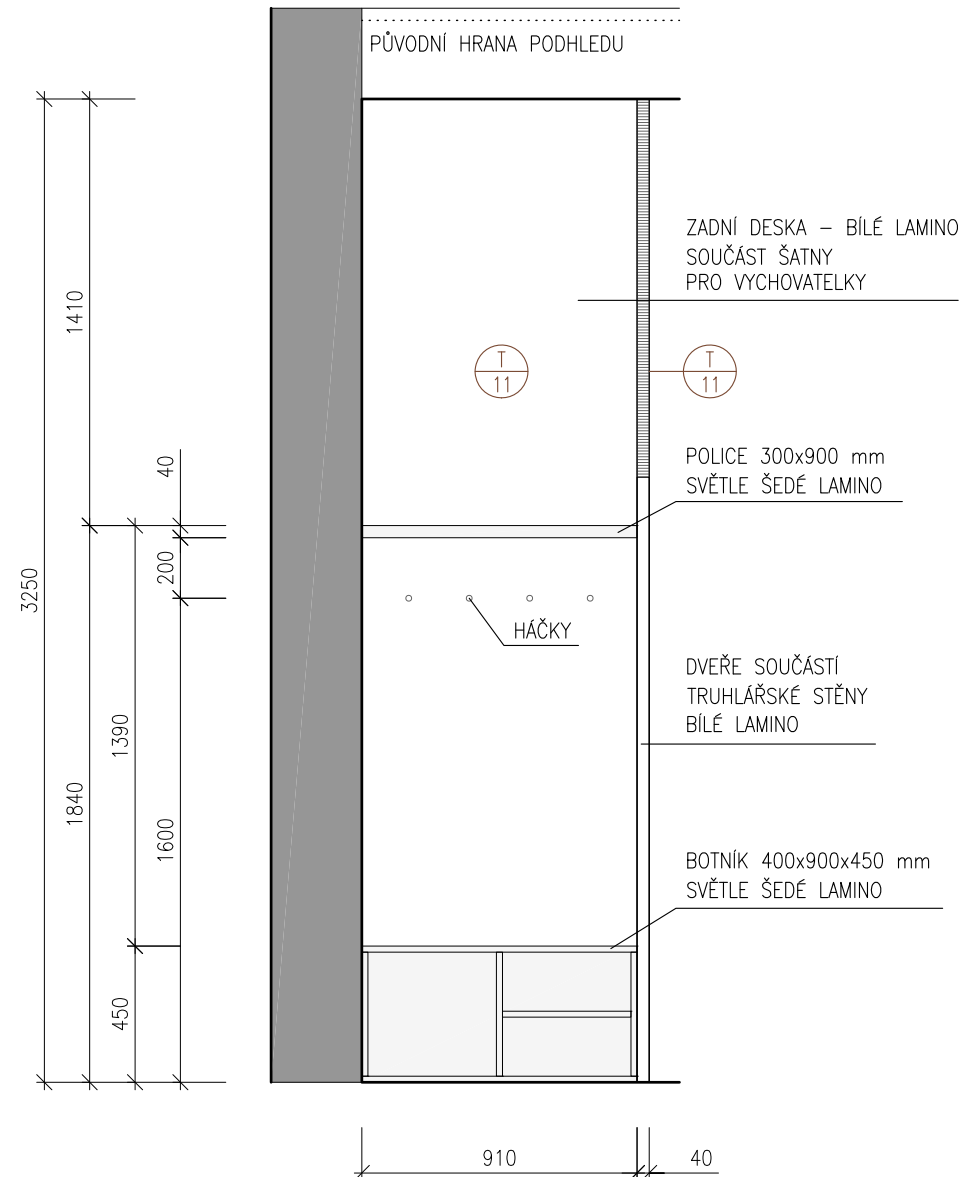 PŮVODNÍ HRANA PODHLEDU
ZADNÍ DESKA – BÍLÉ LAMINO
SOUČÁST ŠATNY
PRO VYCHOVATELKY
1410
T
11
T
11
40
POLICE 300x900 mm
SVĚTLE ŠEDÉ LAMINO
200
3250
HÁČKY
DVEŘE SOUČÁSTÍ
TRUHLÁŘSKÉ STĚNY
BÍLÉ LAMINO
1390
1840
1600
BOTNÍK 400x900x450 mm
SVĚTLE ŠEDÉ LAMINO
450
910
40